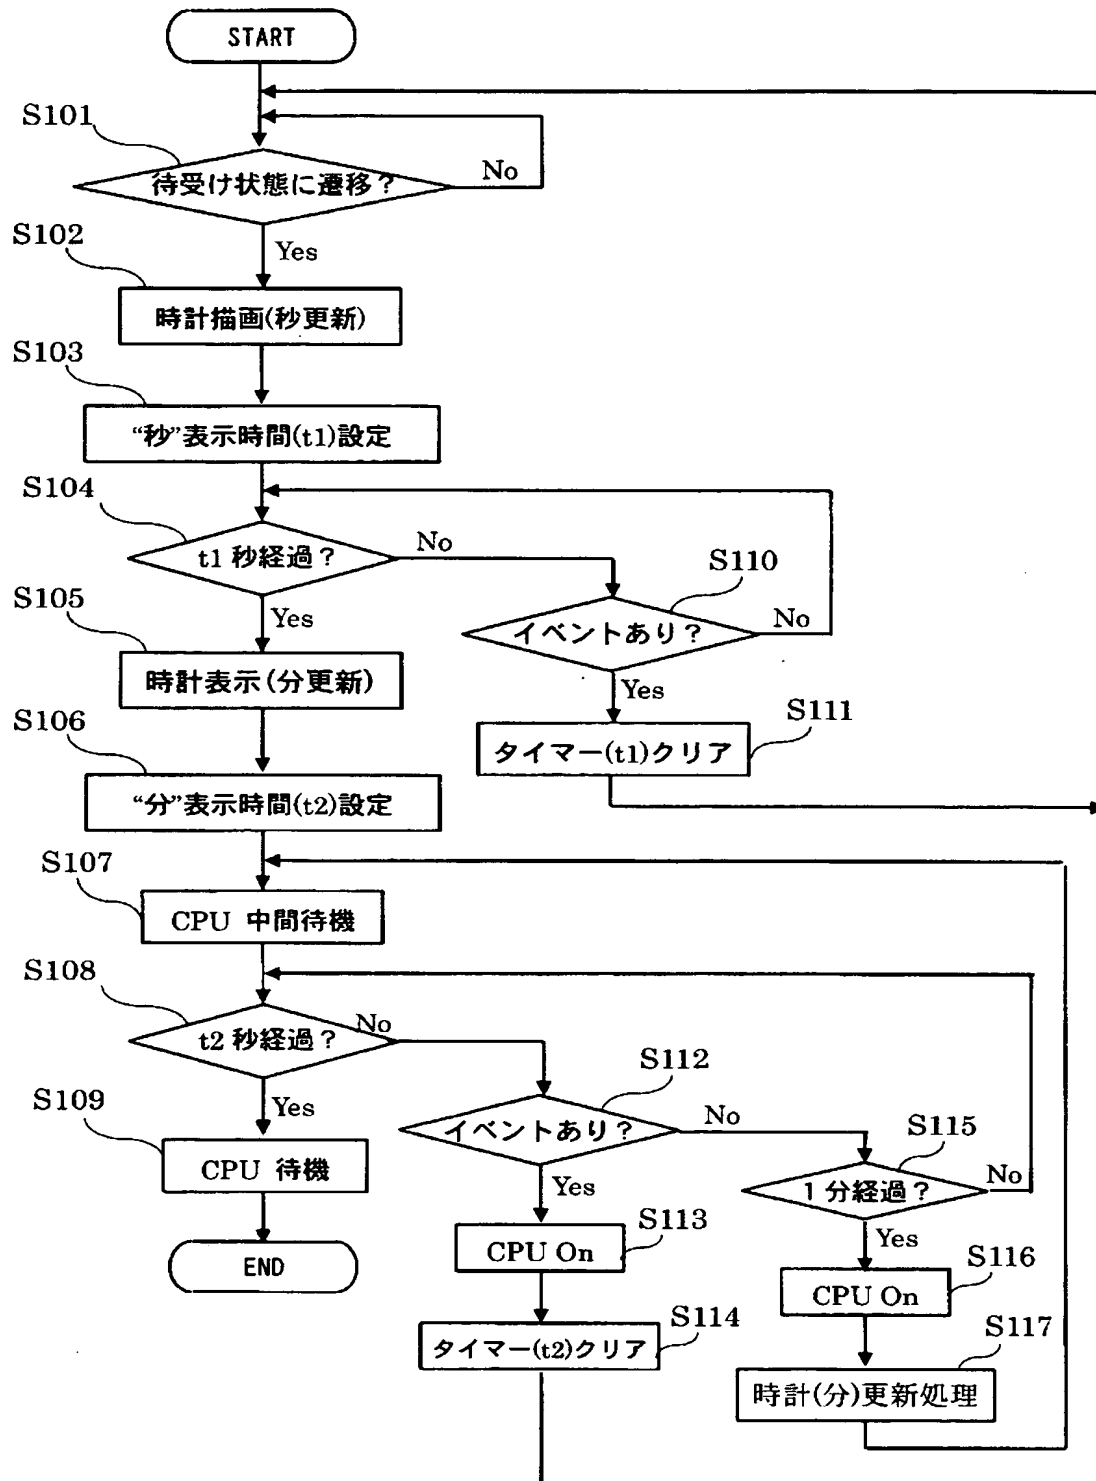 START
S101
待受け状態に遷移?
No
Yes
S102
時計描画(秒更新)
S103
“秒”表示時間(t1)設定
S104
t1 秒経過?
No
Yes
S110
イベントあり?
No
Yes
S105
時計表示(分更新)
S111
タイマー(t1)クリア
S106
“分”表示時間(t2)設定
S107
CPU 中間待機
S108
t2 秒経過?
No
Yes
S112
イベントあり?
No
Yes
S115
1 分経過?
No
Yes
S109
CPU 待機
END
S113
CPU On
S116
CPU On
S114
タイマー(t2)クリア
S117
時計(分)更新処理